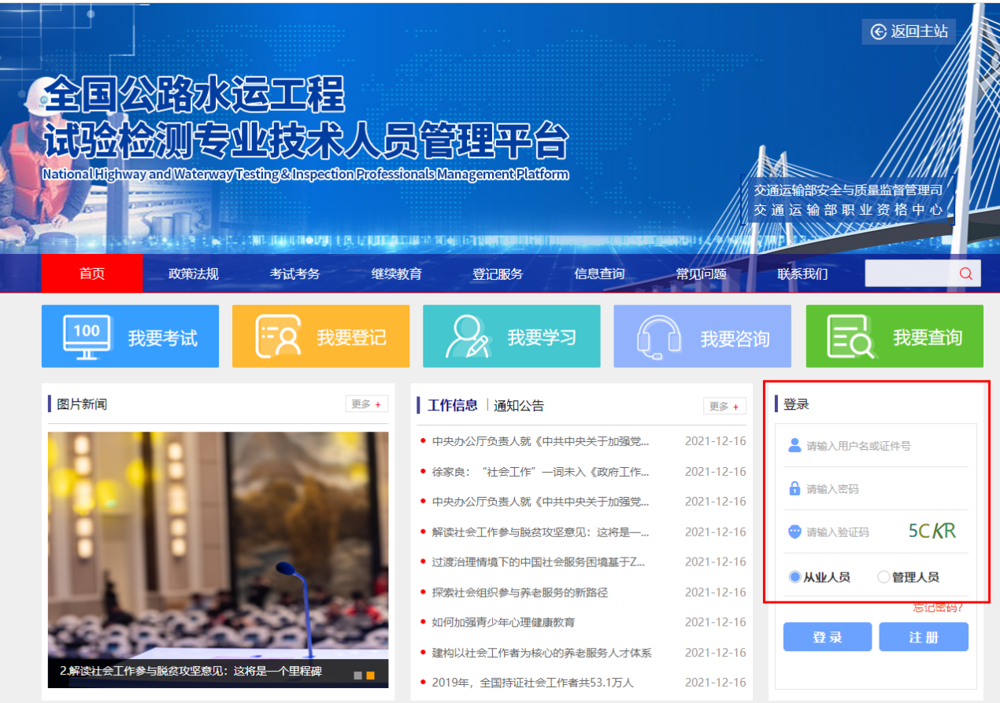 返回主站
全国公路水运工程
试验检测专业技术人员管理平台
National Highway and Waterway Testing & Inspection Professionals Management Platform
交通运输部安全与质量监督管理司
交通运输部职业资格中心
首页 政策法规 考试考务 继续教育 登记服务 信息查询 常见问题 联系我们
100 我要考试 我要登记 我要学习 我要咨询 我要查询
图片新闻 更多 +
2.解读社会工作参与脱贫攻坚意见：这将是一个里程碑
工作信息 | 通知公告 更多 +
中央办公厅负责人就《中共中央关于加强党... 2021-12-16
徐家良：“社会工作”一词未入《政府工作... 2021-12-16
中央办公厅负责人就《中共中央关于加强党... 2021-12-16
解读社会工作参与脱贫攻坚意见：这将是一... 2021-12-16
过渡治理情境下的中国社会服务困境基于Z... 2021-12-16
探索社会组织参与养老服务的新路径 2021-12-16
如何加强青少年心理健康教育 2021-12-16
建构以社会工作者为核心的养老服务人才体系 2021-12-16
2019年，全国持证社会工作者共53.1万人 2021-12-16
登录
请输入用户名或证件号
请输入密码
请输入验证码 5CKR
从业人员 管理人员
忘记密码?
登录 注册